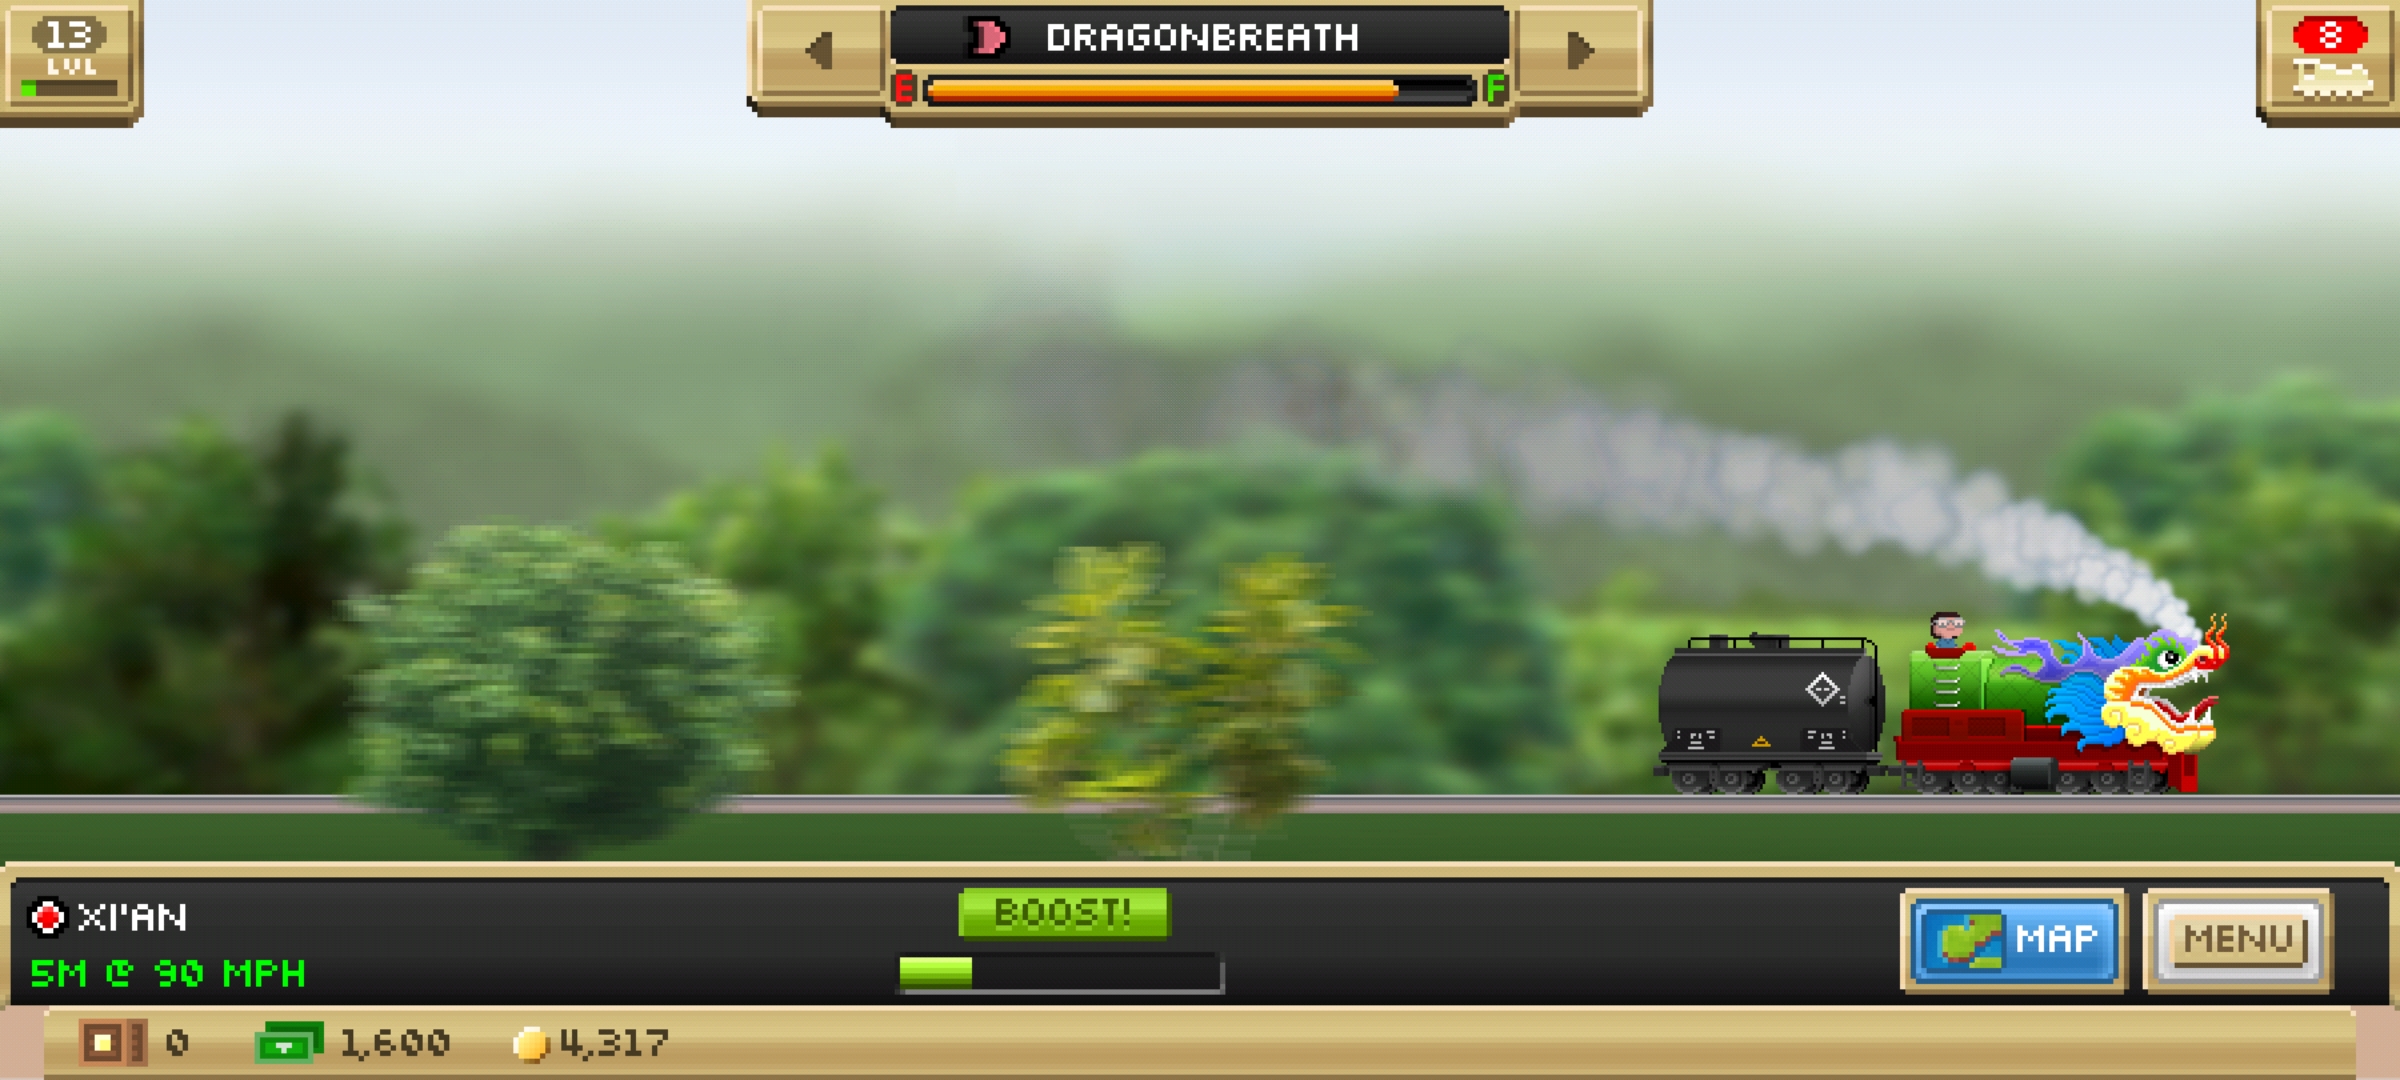 13
LVL
DRAGONBREATH
E F
8
XI'AN
5M @ 90 MPH
BOOST!
MAP
MENU
0 1,600 4,317